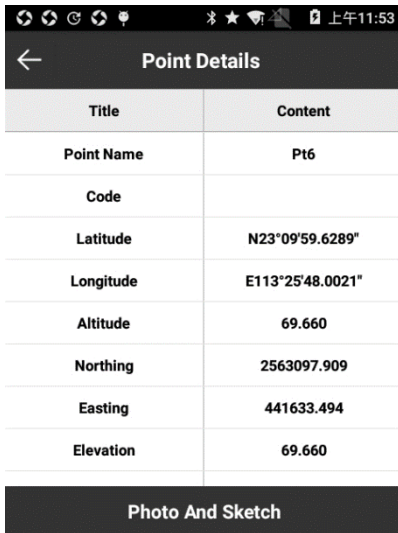 上午11:53
Point Details
Title Content
Point Name Pt6
Code
Latitude N23°09'59.6289"
Longitude E113°25'48.0021"
Altitude 69.660
Northing 2563097.909
Easting 441633.494
Elevation 69.660
Photo And Sketch